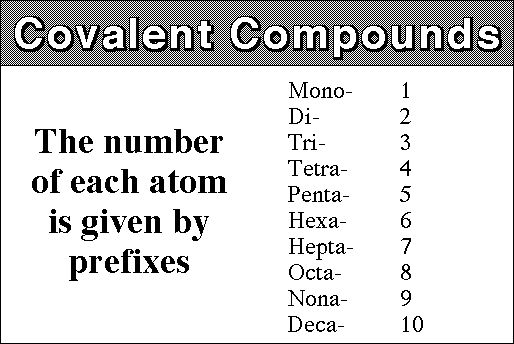 Covalent Compounds
The number
of each atom
is given by
prefixes
Mono- 1
Di- 2
Tri- 3
Tetra- 4
Penta- 5
Hexa- 6
Hepta- 7
Octa- 8
Nona- 9
Deca- 10